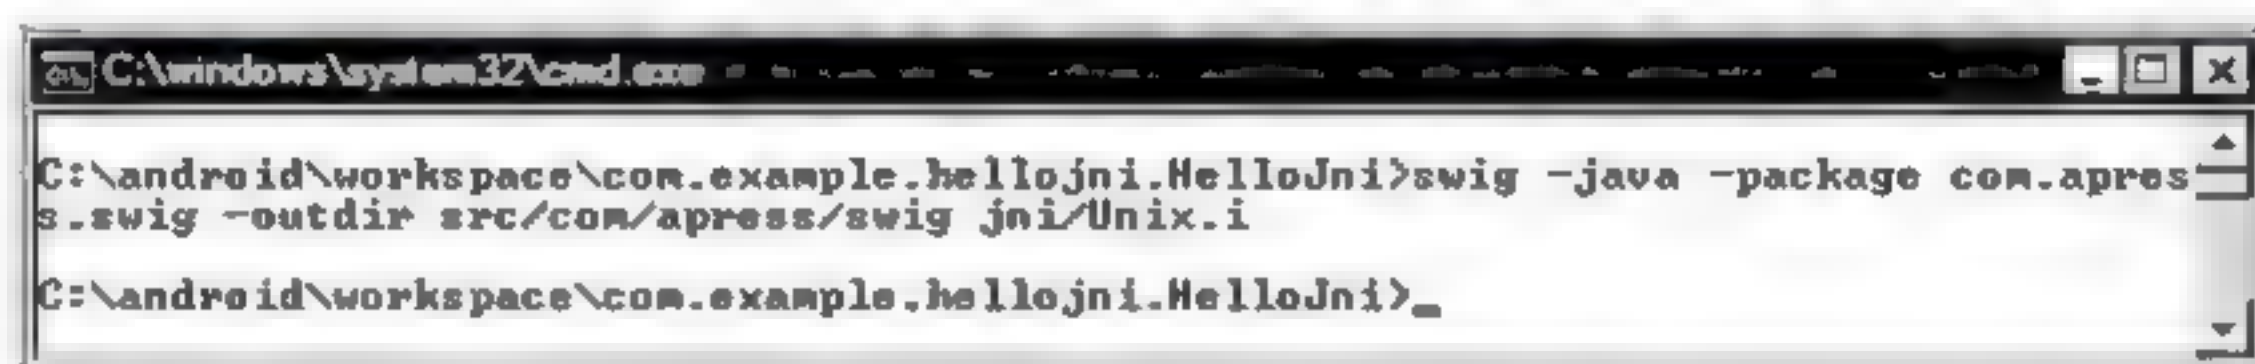 C:\windows\system32\cmd.exe
C:\android\workspace\com.example.hellojni.HelloJni>swig -java -package com.apres
s.swig -outdir src/com/apress/swig jni/Unix.i
C:\android\workspace\com.example.hellojni.HelloJni>_